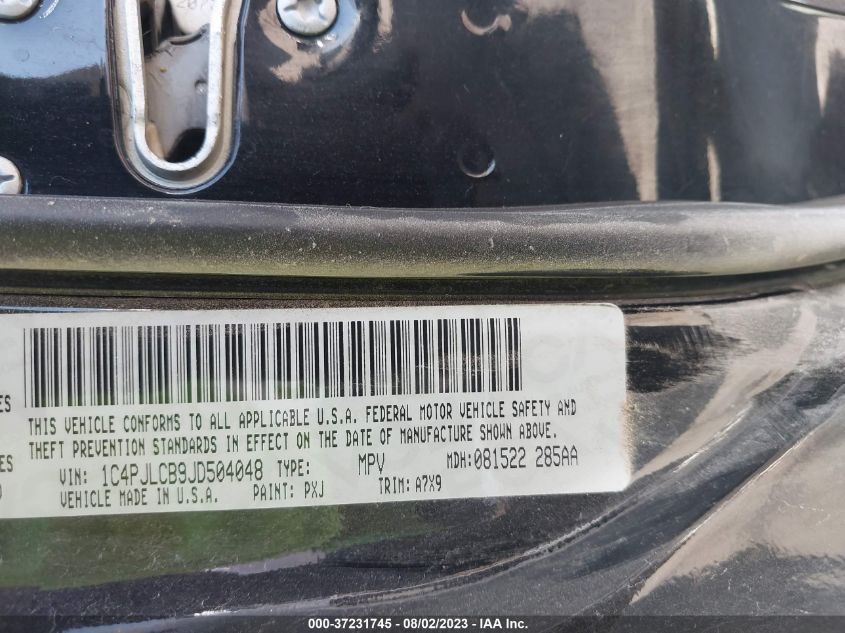 ES
THIS VEHICLE CONFORMS TO ALL APPLICABLE U.S.A. FEDERAL MOTOR VEHICLE SAFETY AND
THEFT PREVENTION STANDARDS IN EFFECT ON THE DATE OF MANUFACTURE SHOWN ABOVE.
ES
VIN: 1C4PJLCB9JD504048 TYPE: MPV MDH: 081522 285AA
VEHICLE MADE IN U.S.A. PAINT: PXJ TRIM: A7X9
000-37231745 - 08/02/2023 - IAA Inc.